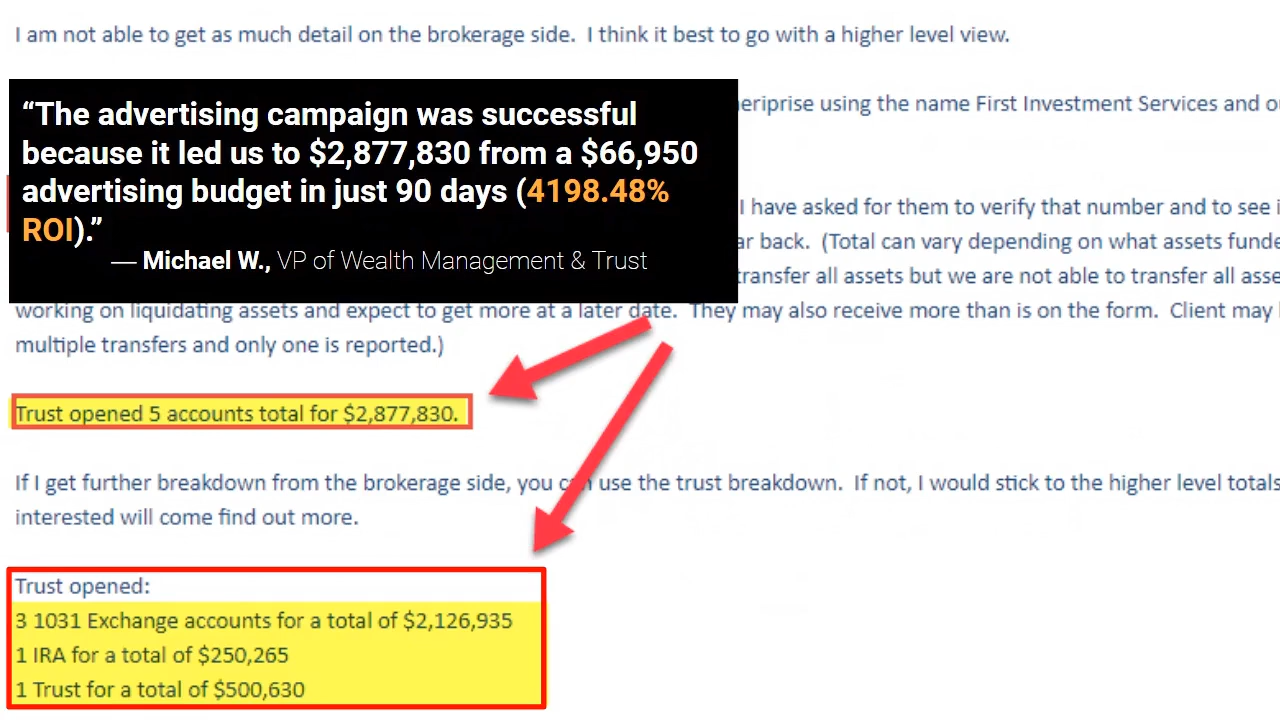 I am not able to get as much detail on the brokerage side.  I think it best to go with a higher level view.
“The advertising campaign was successful
because it led us to $2,877,830 from a $66,950
advertising budget in just 90 days (4198.48%
ROI).”
— Michael W., VP of Wealth Management & Trust
eriprise using the name First Investment Services and
I have asked for them to verify that number and to see
back.  (Total can vary depending on what assets
transfer all assets but we are not able to transfer all
working on liquidating assets and expect to get more at a later date.  They may also receive more than is on the form.  Client may
multiple transfers and only one is reported.)
Trust opened 5 accounts total for $2,877,830.
If I get further breakdown from the brokerage side, you can use the trust breakdown.  If not, I would stick to the higher level totals
interested will come find out more.
Trust opened:
3 1031 Exchange accounts for a total of $2,126,935
1 IRA for a total of $250,265
1 Trust for a total of $500,630